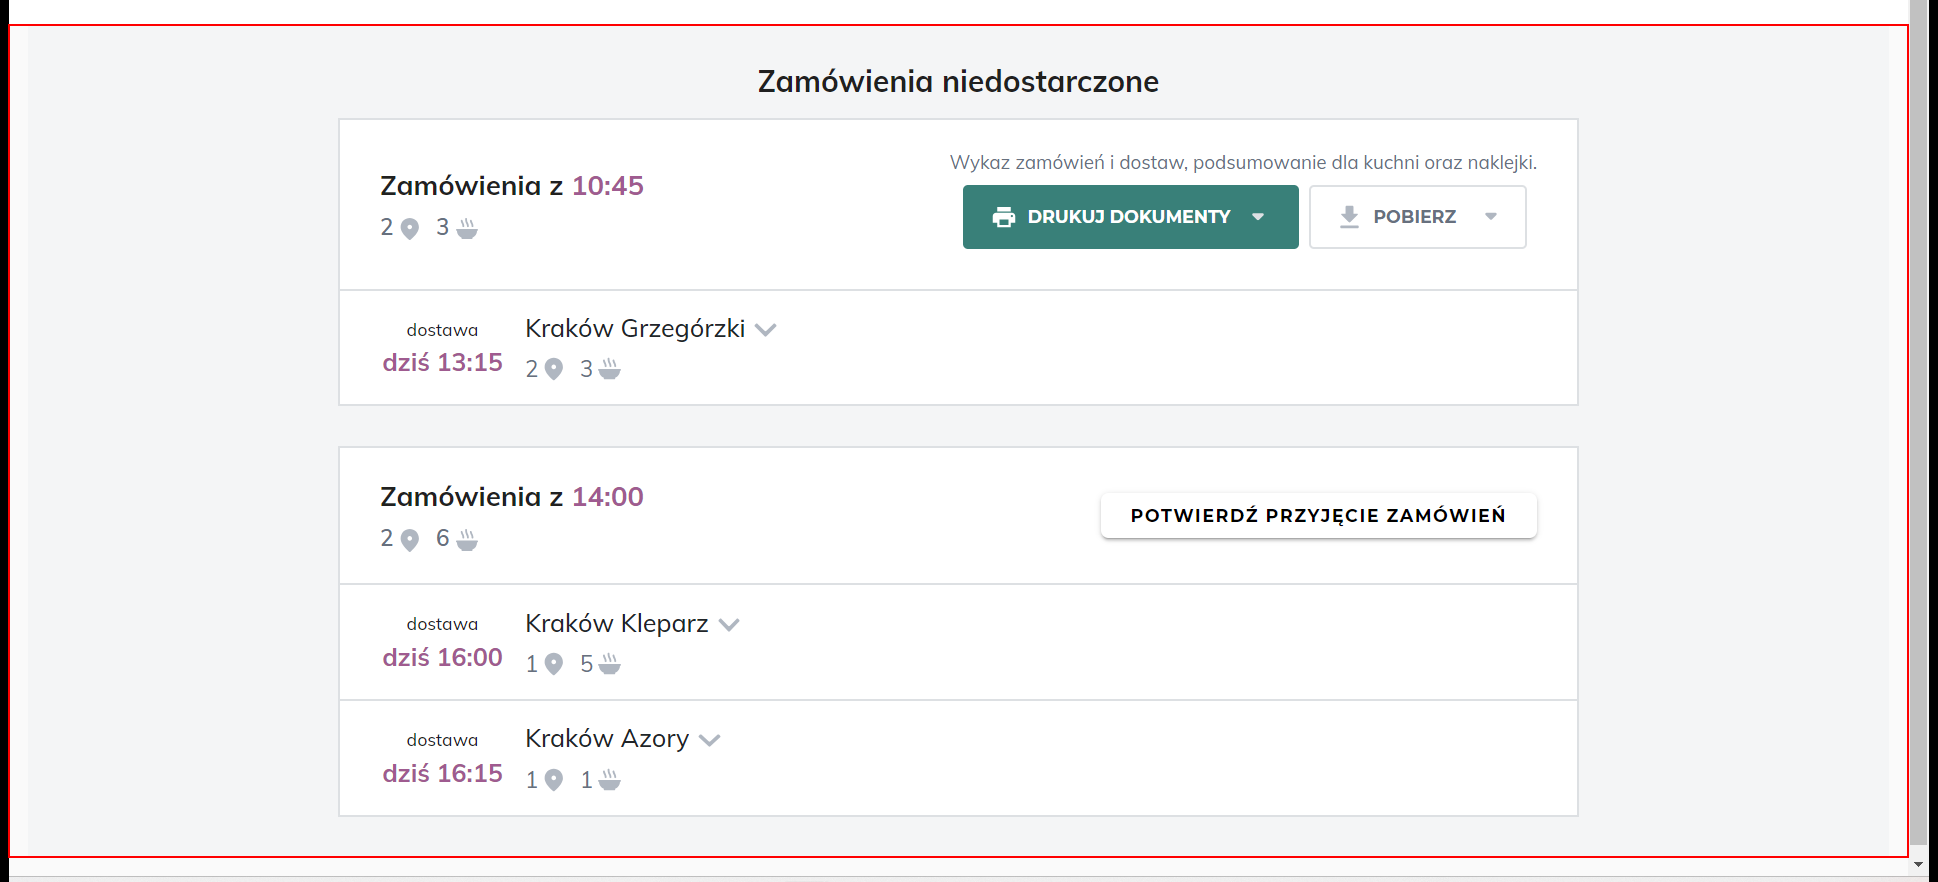 Zamówienia niedostarczone
Zamówienia z 10:45
2 3
Wykaz zamówień i dostaw, podsumowanie dla kuchni oraz naklejki.
DRUKUJ DOKUMENTY
POBIERZ
dostawa
dziś 13:15
Kraków Grzegórzki
2 3
Zamówienia z 14:00
2 6
POTWIERDŹ PRZYJĘCIE ZAMÓWIEŃ
dostawa
dziś 16:00
Kraków Kleparz
1 5
dostawa
dziś 16:15
Kraków Azory
1 1